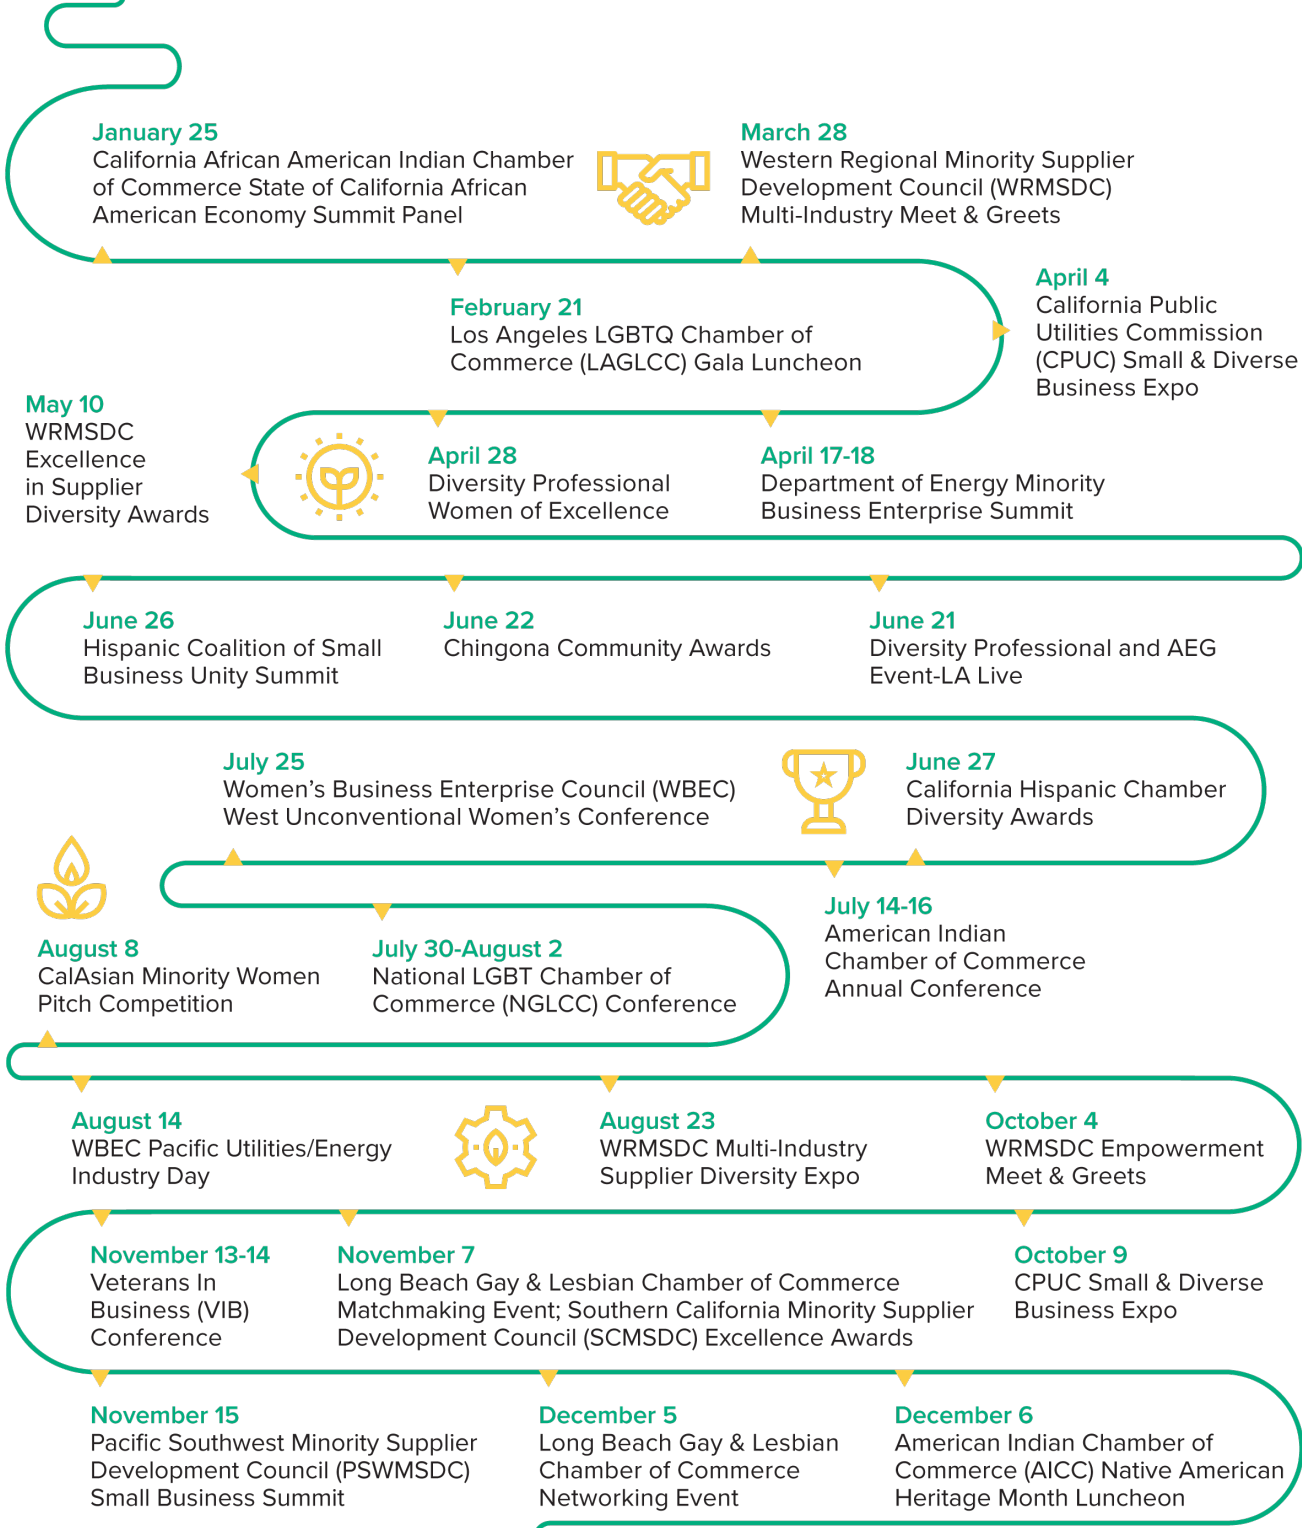 January 25
California African American Indian Chamber
of Commerce State of California African
American Economy Summit Panel
March 28
Western Regional Minority Supplier
Development Council (WRMSDC)
Multi-Industry Meet & Greets
February 21
Los Angeles LGBTQ Chamber of
Commerce (LAGLCC) Gala Luncheon
April 4
California Public
Utilities Commission
(CPUC) Small & Diverse
Business Expo
April 17-18
Department of Energy Minority
Business Enterprise Summit
April 28
Diversity Professional
Women of Excellence
May 10
WRMSDC
Excellence
in Supplier
Diversity Awards
June 21
Diversity Professional and AEG
Event-LA Live
June 22
Chingona Community Awards
June 26
Hispanic Coalition of Small
Business Unity Summit
June 27
California Hispanic Chamber
Diversity Awards
July 14-16
American Indian
Chamber of Commerce
Annual Conference
July 25
Women’s Business Enterprise Council (WBEC)
West Unconventional Women’s Conference
July 30-August 2
National LGBT Chamber of
Commerce (NGLCC) Conference
August 8
CalAsian Minority Women
Pitch Competition
August 14
WBEC Pacific Utilities/Energy
Industry Day
August 23
WRMSDC Multi-Industry
Supplier Diversity Expo
October 4
WRMSDC Empowerment
Meet & Greets
October 9
CPUC Small & Diverse
Business Expo
November 7
Long Beach Gay & Lesbian Chamber of Commerce
Matchmaking Event; Southern California Minority Supplier
Development Council (SCMSDC) Excellence Awards
November 13-14
Veterans In
Business (VIB)
Conference
November 15
Pacific Southwest Minority Supplier
Development Council (PSWMSDC)
Small Business Summit
December 5
Long Beach Gay & Lesbian
Chamber of Commerce
Networking Event
December 6
American Indian Chamber of
Commerce (AICC) Native American
Heritage Month Luncheon